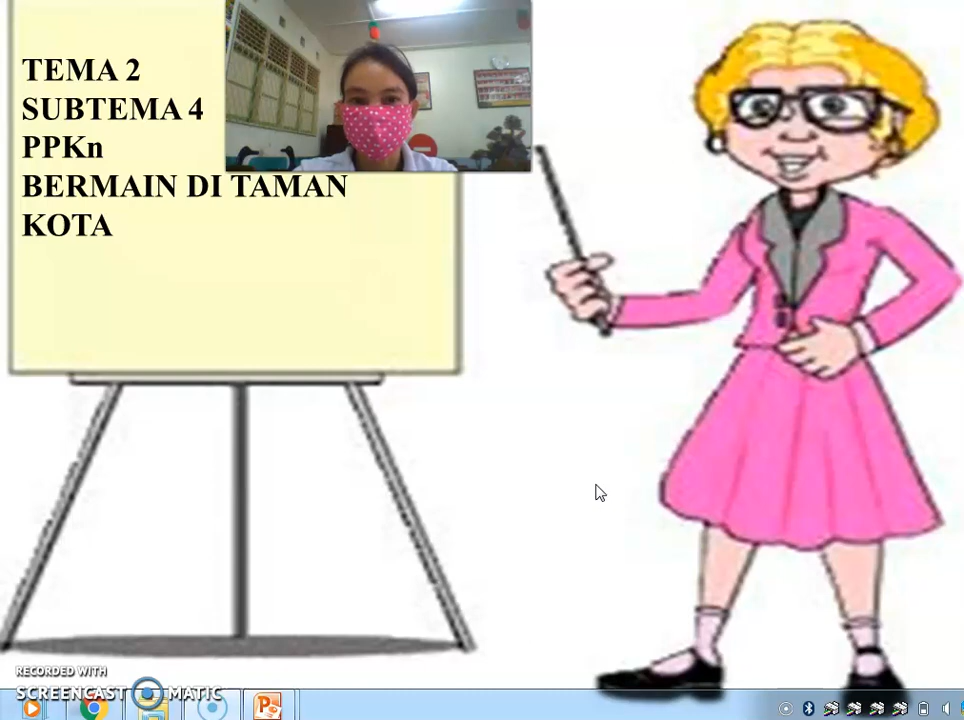 TEMA 2
SUBTEMA 4
PPKn
BERMAIN DI TAMAN
KOTA
RECORDED WITH
SCREENCAST MATIC